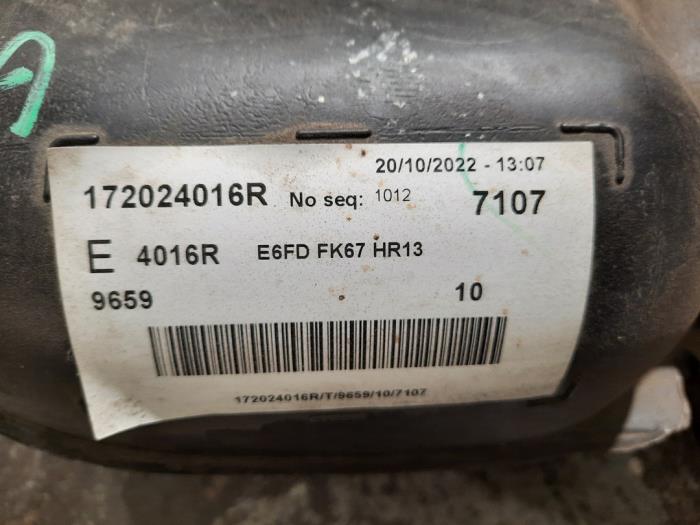 20/10/2022 - 13:07
172024016R No seq: 1012 7107
E 4016R E6FD FK67 HR13
9659 10
172024016R/T/9659/10/7107